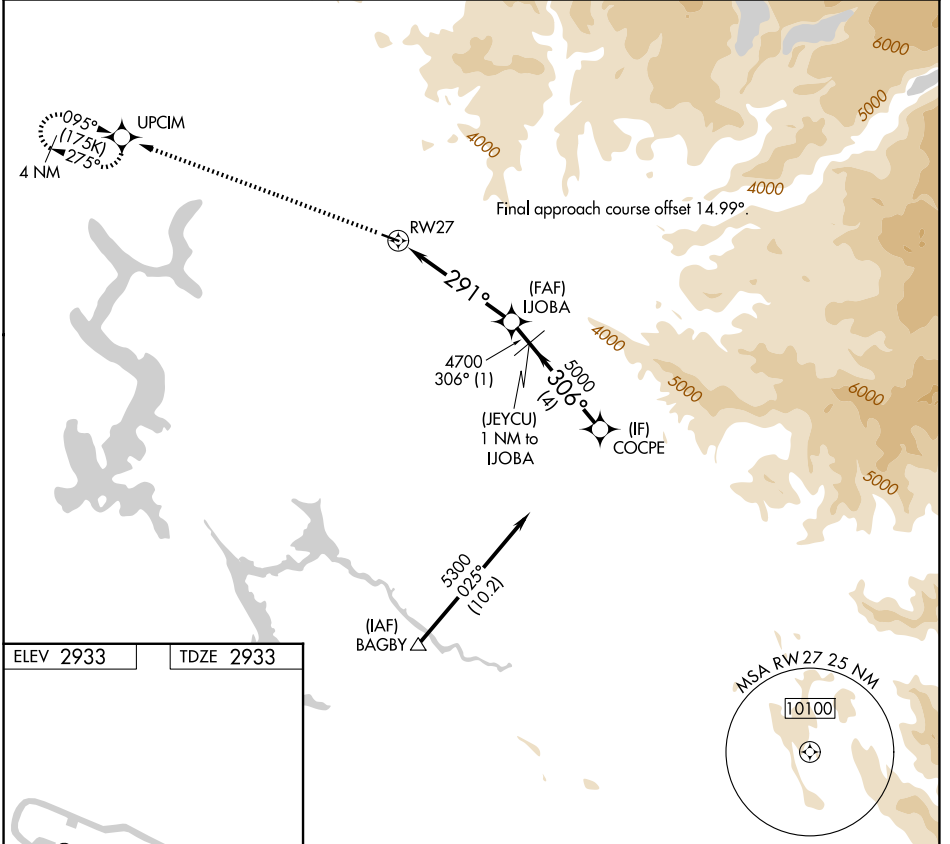 6000
5000
095°
UPCIM
(175K)
275°
4 NM
4000
4000
Final approach course offset 14.99°.
RW27
291°
(FAF)
IJOBA
4000
4700
306° (1)
5000
306°
(4)
5000
6000
(JEYCU)
1 NM to
IJOBA
(IF)
COCPE
5000
5300
025°
(10.2)
(IAF)
BAGBY
ELEV 2933
TDZE 2933
MSA RW27 25 NM
10100